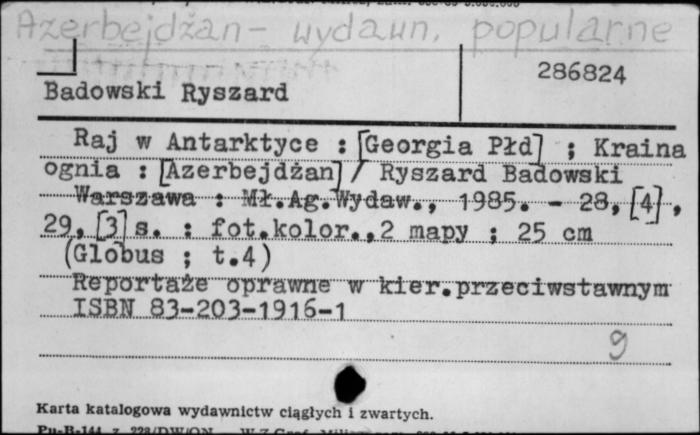 Azerbejdżan - wydawn. popularne
286824
Badowski Ryszard
Raj w Antarktyce : [Georgia Płd] ; Kraina
ognia : [Azerbejdżan] / Ryszard Badowski
Warszawa : Mł.Ag.Wydaw., 1985. - 28,[4],
29,[3]s. : fot.kolor.,2 mapy ; 25 cm
(Globus ; t.4)
Reportaże oprawne w kier.przeciwstawnym
ISBN 83-203-1916-1
g
Karta katalogowa wydawnictw ciągłych i zwartych.
Pu-B-144 z